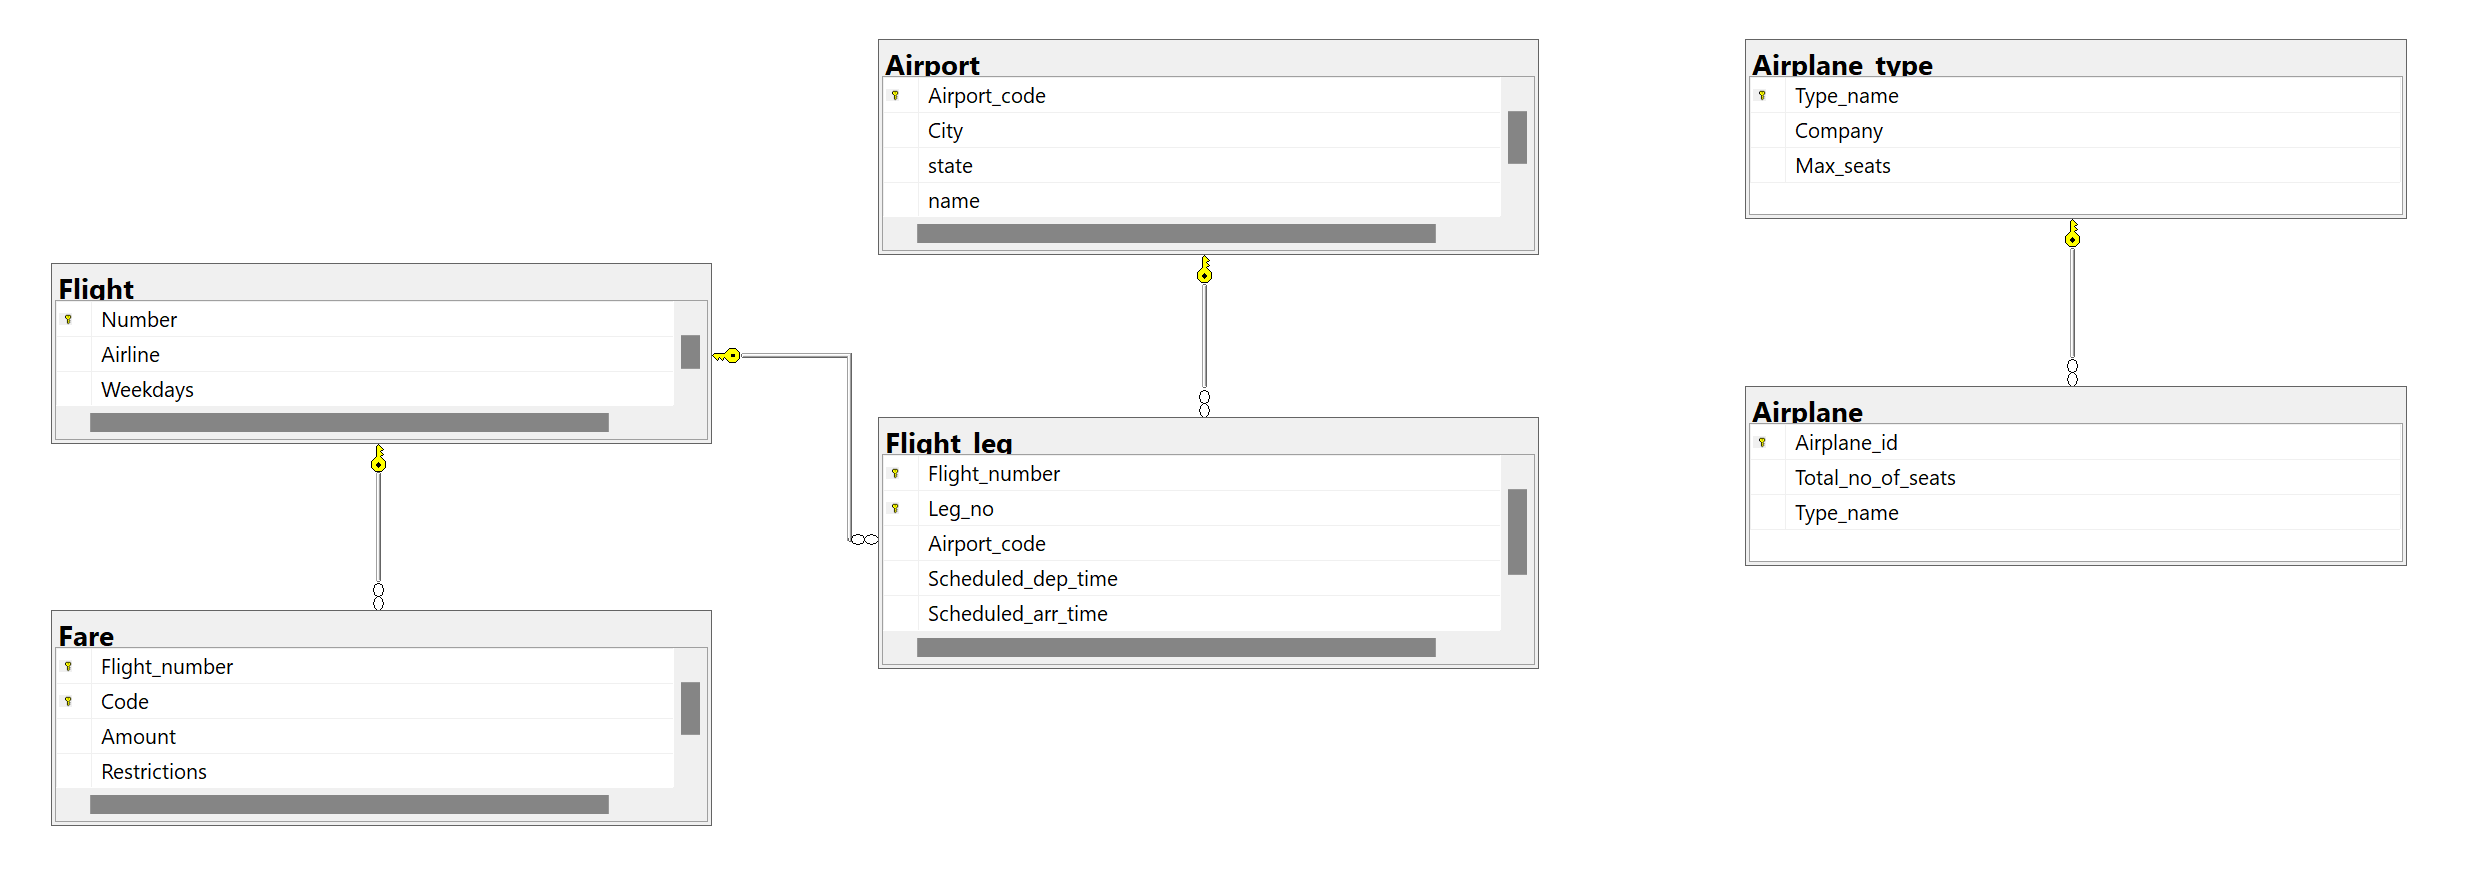 Airport
Airport_code
City
state
name
Airplane_type
Type_name
Company
Max_seats
Flight
Number
Airline
Weekdays
Flight_leg
Flight_number
Leg_no
Airport_code
Scheduled_dep_time
Scheduled_arr_time
Airplane
Airplane_id
Total_no_of_seats
Type_name
Fare
Flight_number
Code
Amount
Restrictions